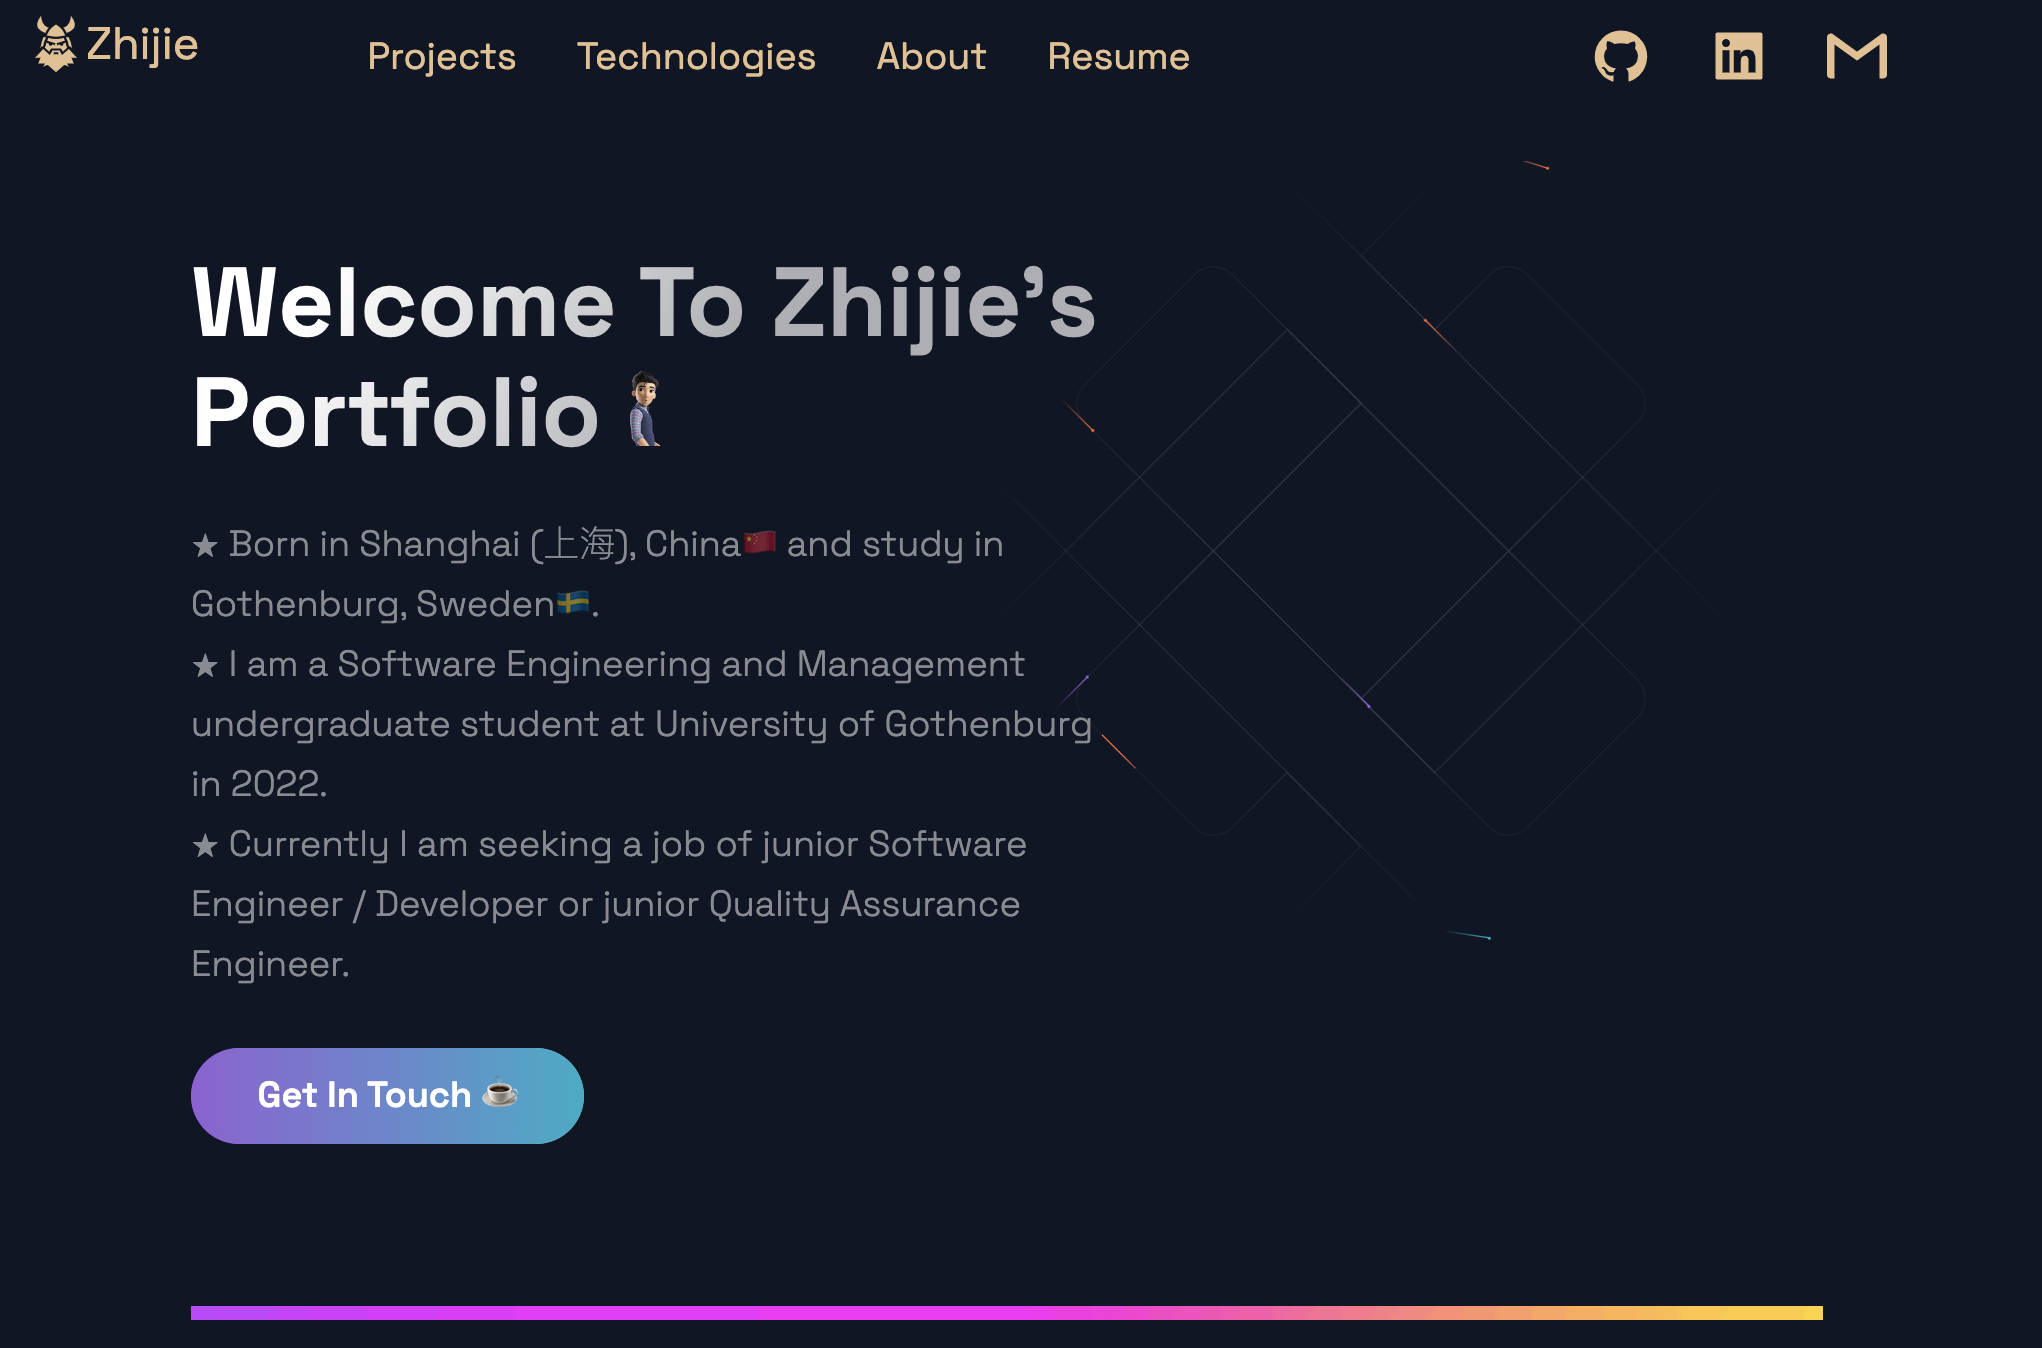 Zhijie
Projects Technologies About Resume
Welcome To Zhijie’s
Portfolio
★ Born in Shanghai (上海), China🇨🇳 and study in
Gothenburg, Sweden🇸🇪.
★ I am a Software Engineering and Management
undergraduate student at University of Gothenburg
in 2022.
★ Currently I am seeking a job of junior Software
Engineer / Developer or junior Quality Assurance
Engineer.
Get In Touch ☕